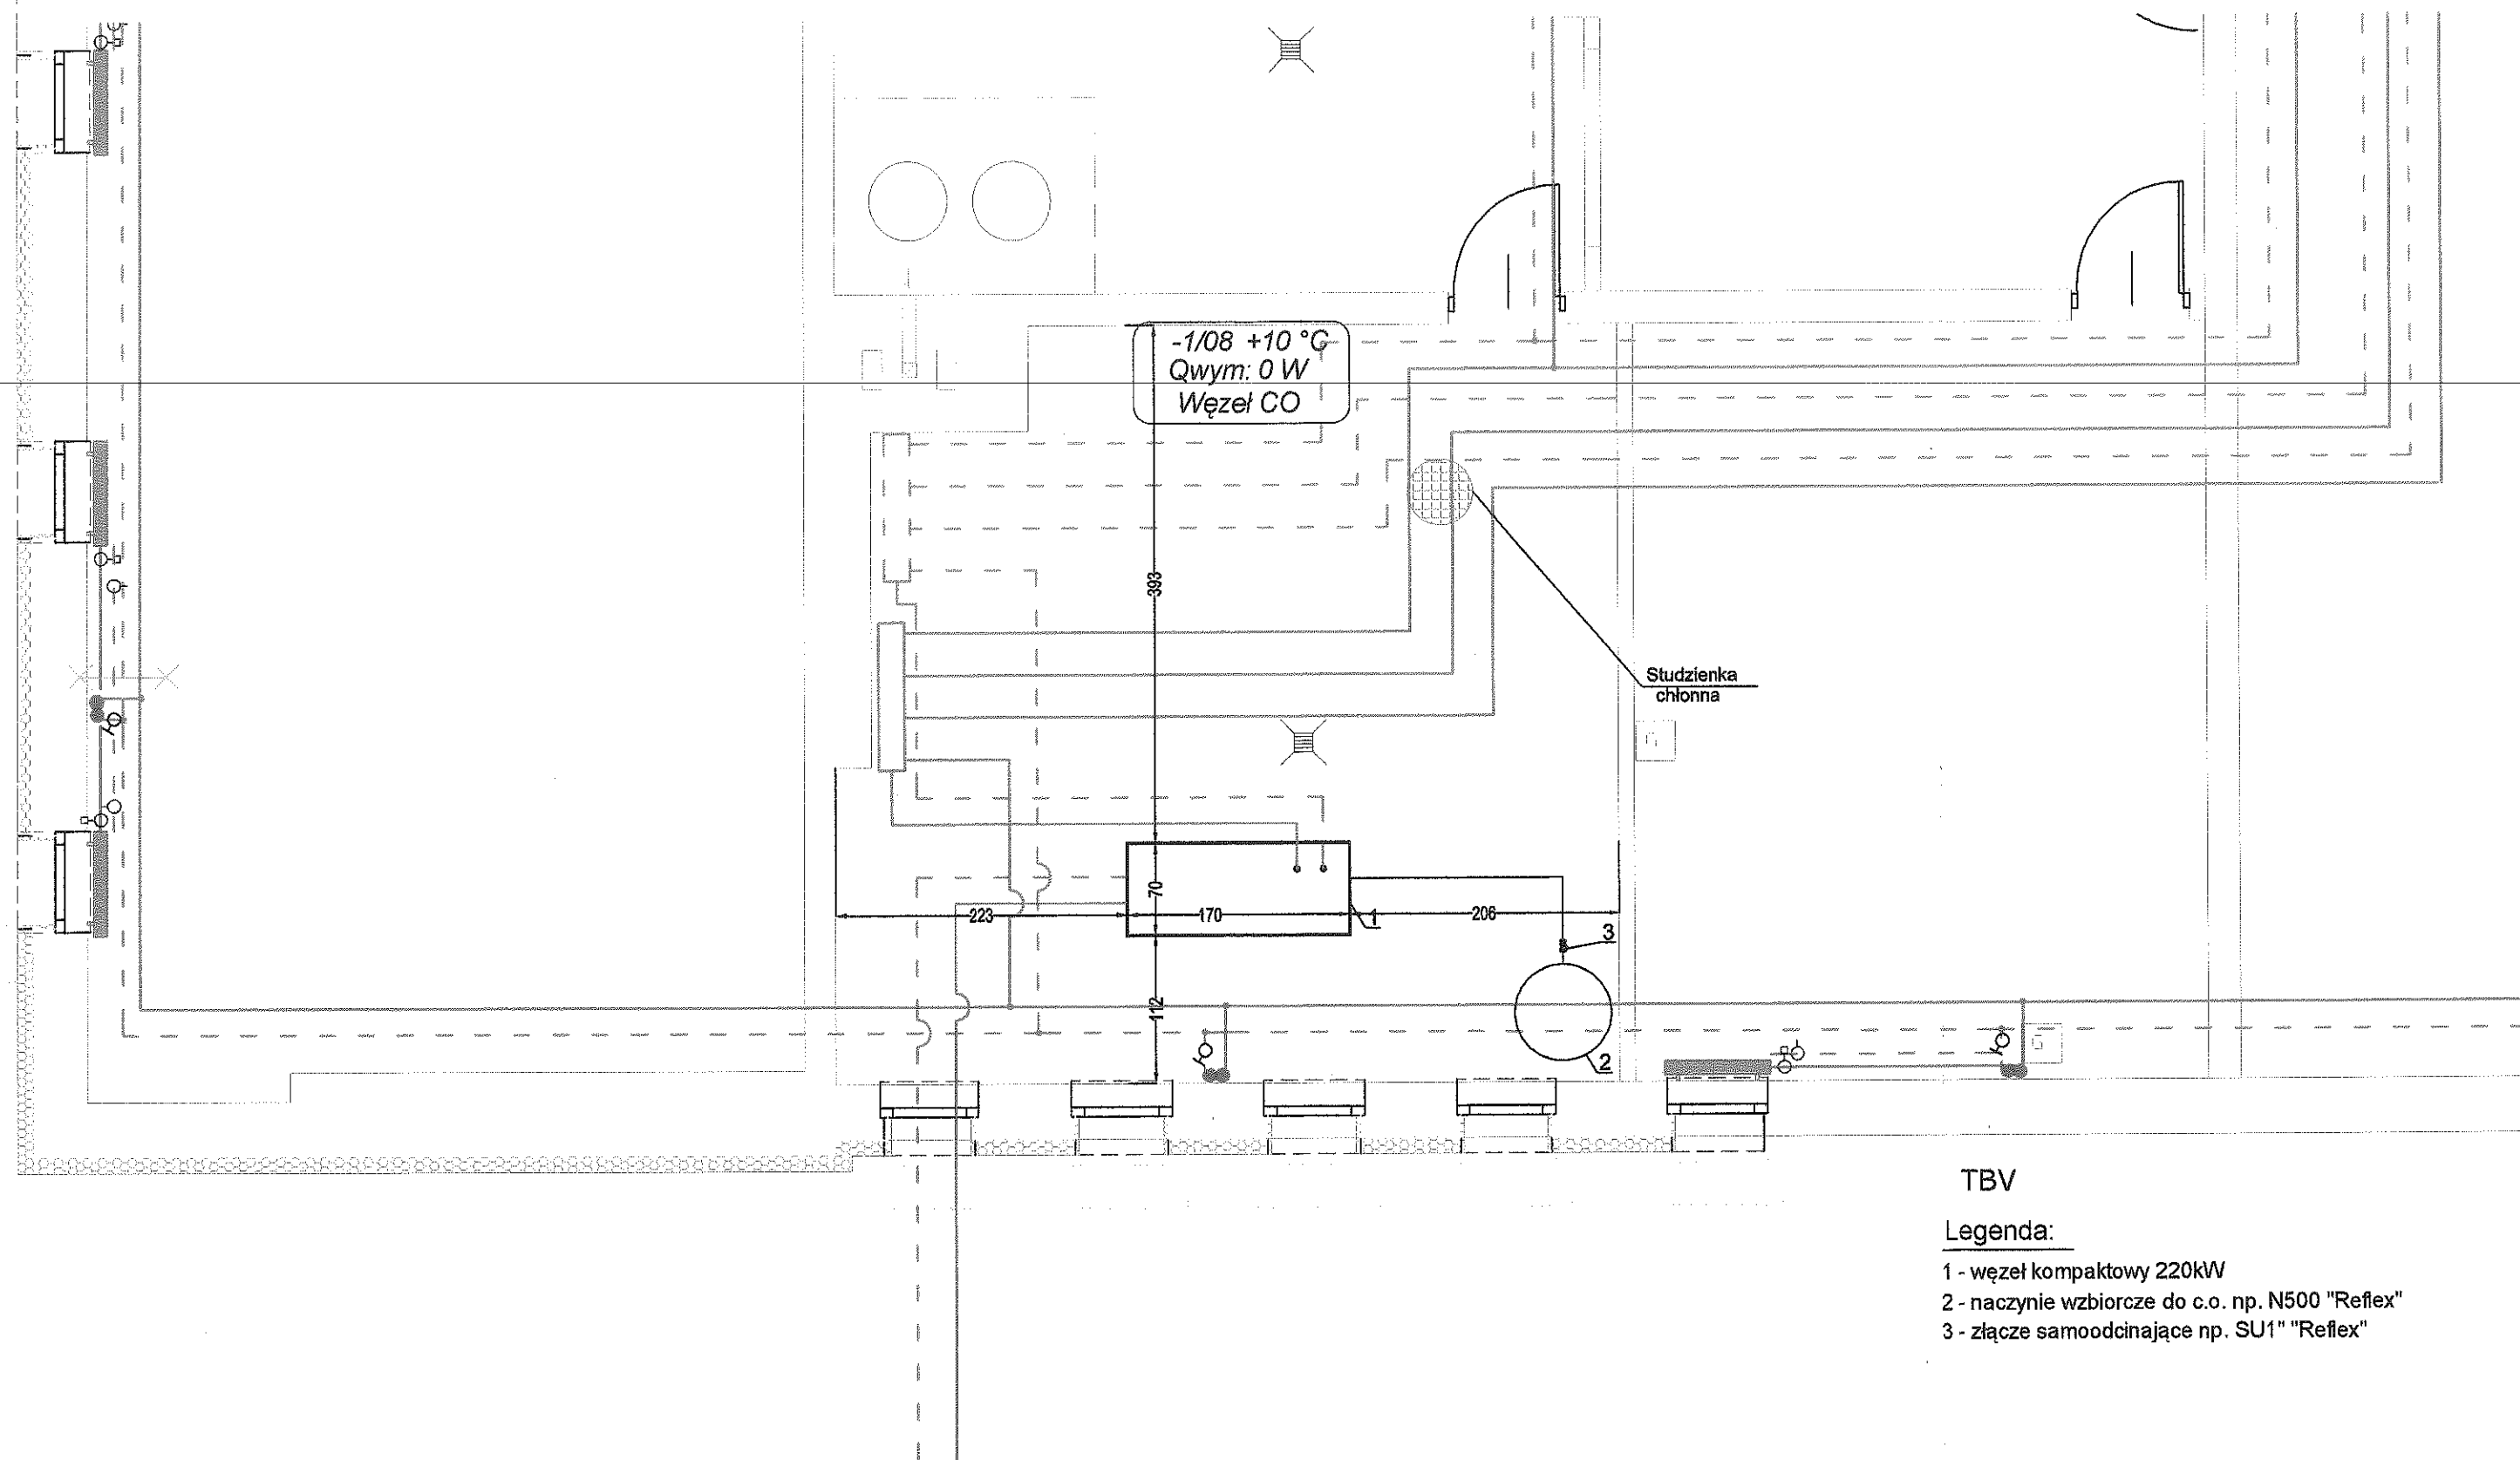 -1/08 +10 °C
Qwym: 0 W
Węzeł CO
393
Studzienka
chłonna
70
223
170
1
206
3
112
2
TBV
Legenda:
1 - węzeł kompaktowy 220kW
2 - naczynie wzbiorcze do c.o. np. N500 "Reflex"
3 - złącze samoodcinające np. SU1" "Reflex"